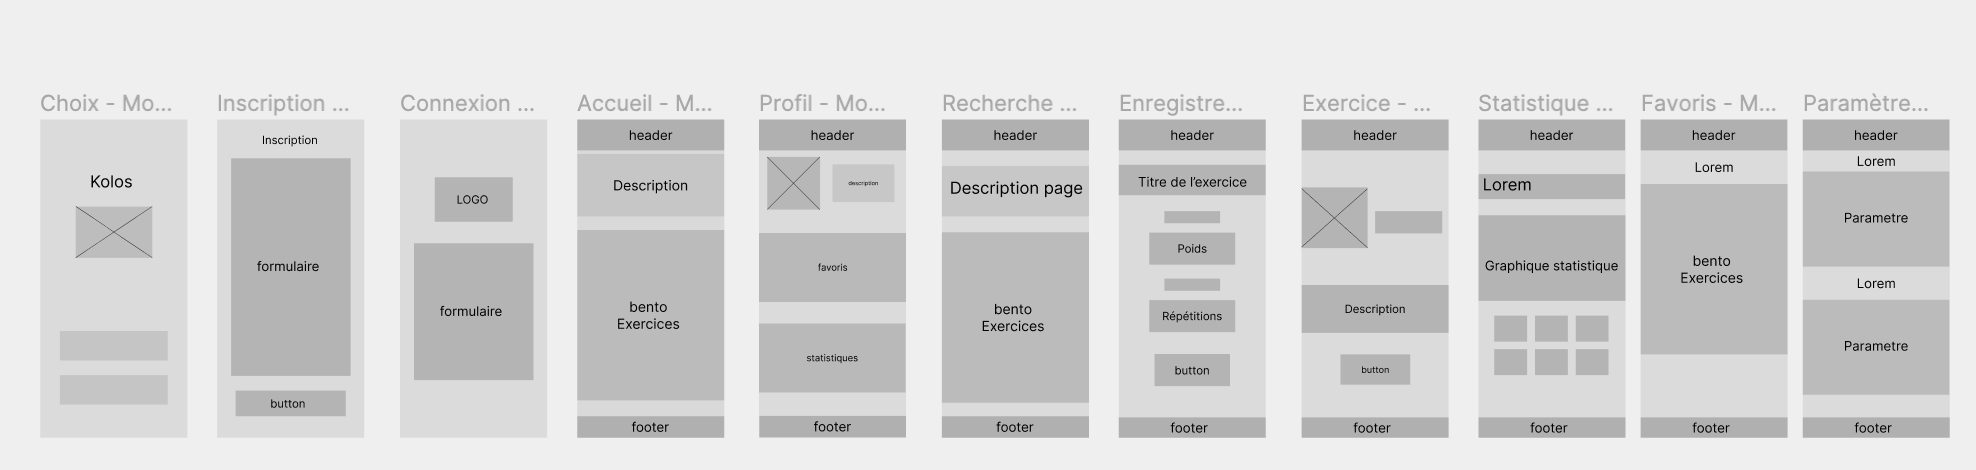 Choix - Mo...
Inscription ...
Connexion ...
Accueil - M...
Profil - Mo...
Recherche ...
Enregistre...
Exercice - ...
Statistique ...
Favoris - M...
Paramètre...
Kolos
Inscription
formulaire
button
LOGO
formulaire
header
Description
bento
Exercices
footer
header
description
favoris
statistiques
footer
header
Description page
bento
Exercices
footer
header
Titre de l'exercice
Poids
Répétitions
button
footer
header
Description
button
footer
header
Lorem
Graphique statistique
footer
header
Lorem
bento
Exercices
footer
header
Lorem
Parametre
Lorem
Parametre
footer